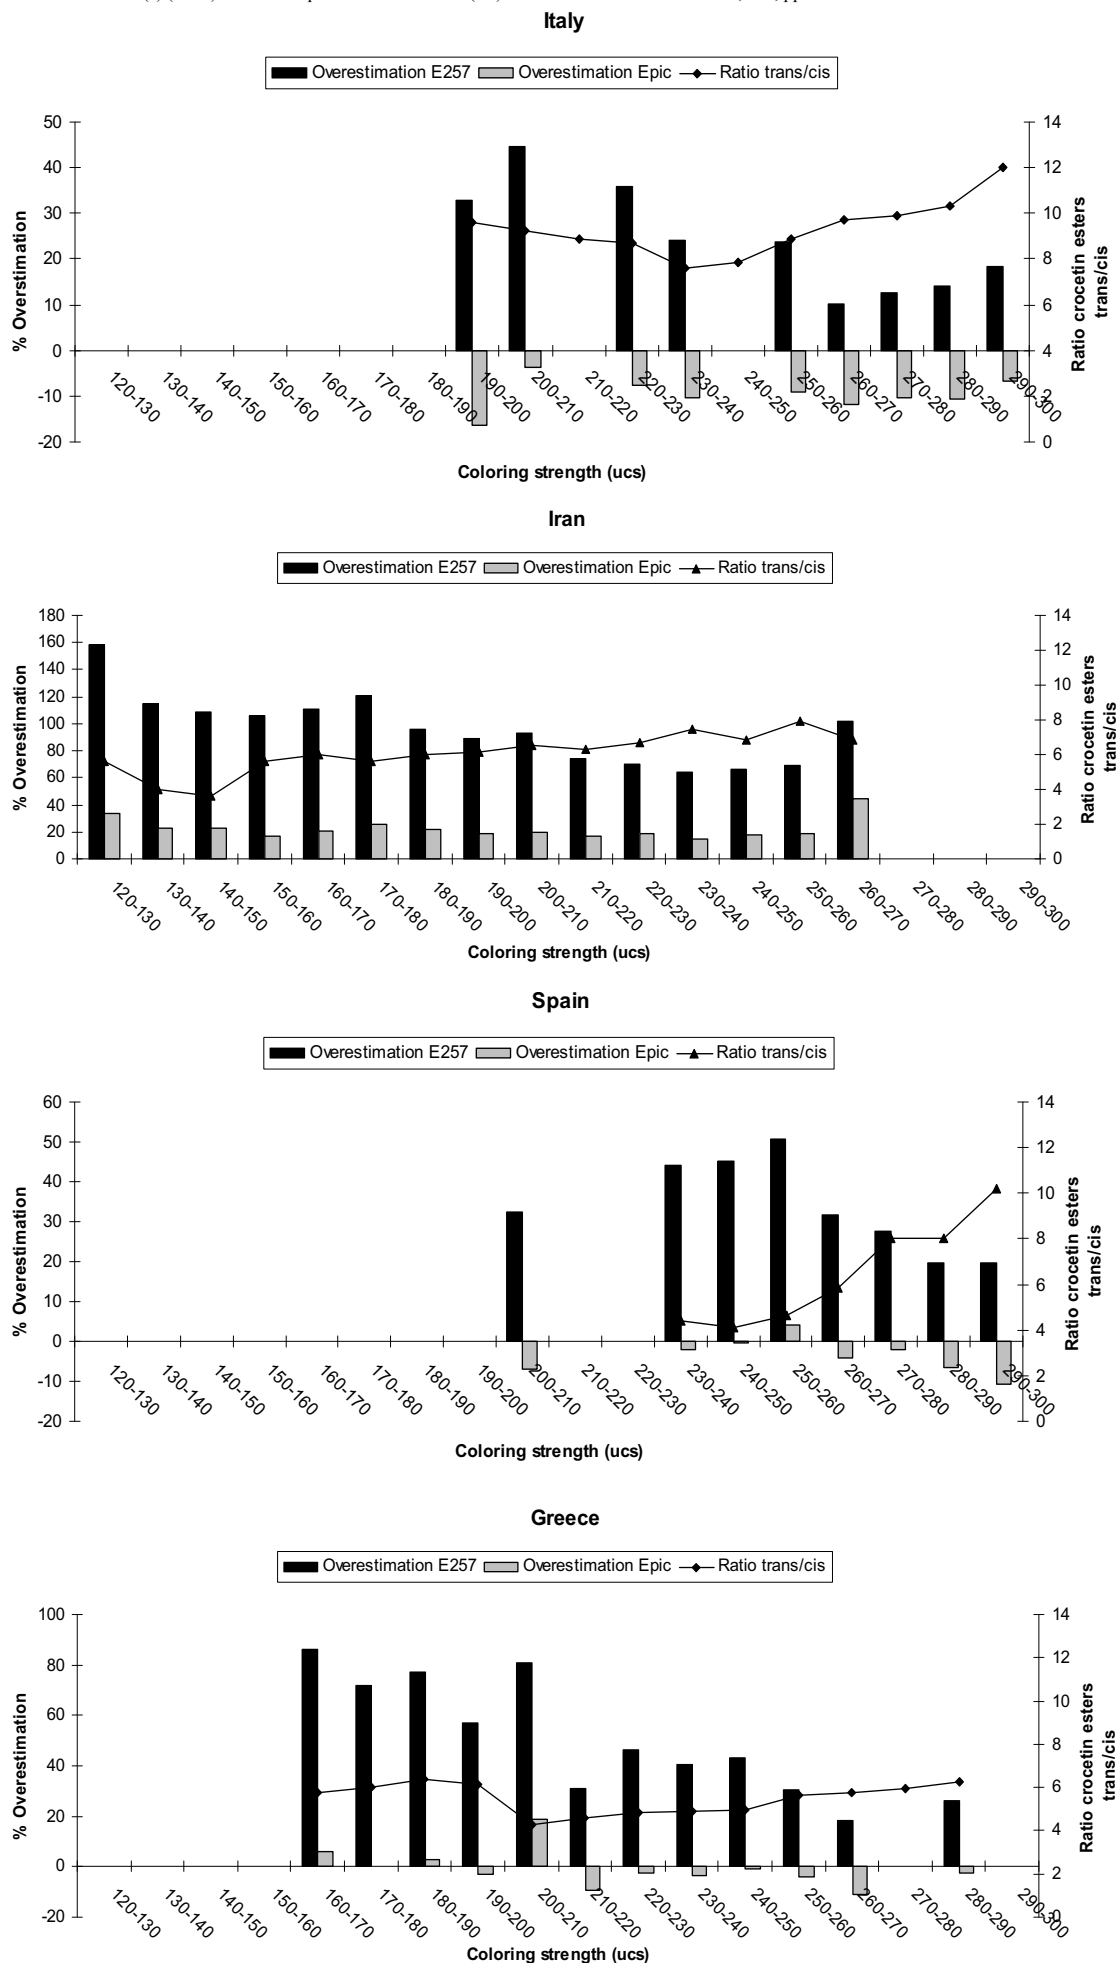 Italy
Overestimation E257 Overestimation Epic Ratio trans/cis
% Overstimation
50
40
30
20
10
0
-10
-20
14
12
10
8
6
4
2
0
Ratio crocetin esters
trans/cis
120-130 130-140 140-150 150-160 160-170 170-180 180-190 190-200 200-210 210-220 220-230 230-240 240-250 250-260 260-270 270-280 280-290 290-300
Coloring strength (ucs)
Iran
Overestimation E257 Overestimation Epic Ratio trans/cis
% Overestimation
180
160
140
120
100
80
60
40
20
0
14
12
10
8
6
4
2
0
Ratio crocetin esters
trans/cis
120-130 130-140 140-150 150-160 160-170 170-180 180-190 190-200 200-210 210-220 220-230 230-240 240-250 250-260 260-270 270-280 280-290 290-300
Coloring strength (ucs)
Spain
Overestimation E257 Overestimation Epic Ratio trans/cis
% Overestimation
60
50
40
30
20
10
0
-10
-20
14
12
10
8
6
4
2
0
Ratio crocetin esters
trans/cis
120-130 130-140 140-150 150-160 160-170 170-180 180-190 190-200 200-210 210-220 220-230 230-240 240-250 250-260 260-270 270-280 280-290 290-300
Coloring strength (ucs)
Greece
Overestimation E257 Overestimation Epic Ratio trans/cis
% Overestimation
100
80
60
40
20
0
-20
14
12
10
8
6
4
2
0
Ratio crocetin esters
trans/cis
120-130 130-140 140-150 150-160 160-170 170-180 180-190 190-200 200-210 210-220 220-230 230-240 240-250 250-260 260-270 270-280 280-290 290-300
Coloring strength (ucs)